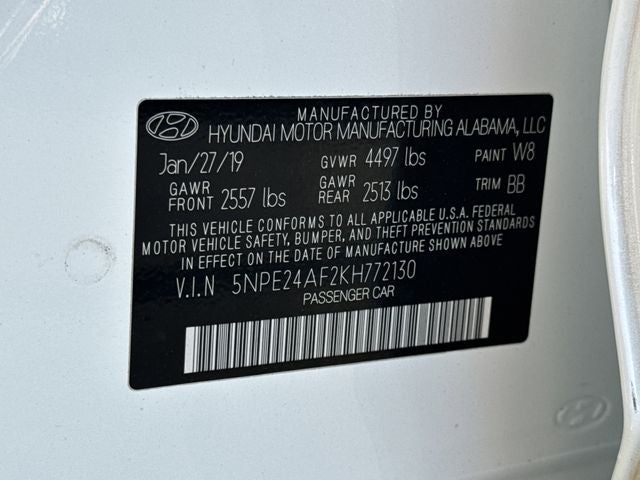 MANUFACTURED BY
HYUNDAI MOTOR MANUFACTURING ALABAMA, LLC
Jan/27/19 GVWR 4497 lbs PAINT W8
GAWR FRONT 2557 lbs GAWR REAR 2513 lbs TRIM BB
THIS VEHICLE CONFORMS TO ALL APPLICABLE U.S.A. FEDERAL
MOTOR VEHICLE SAFETY, BUMPER, AND THEFT PREVENTION STANDARDS
IN EFFECT ON THE DATE OF MANUFACTURE SHOWN ABOVE.
V.I.N 5NPE24AF2KH772130
PASSENGER CAR